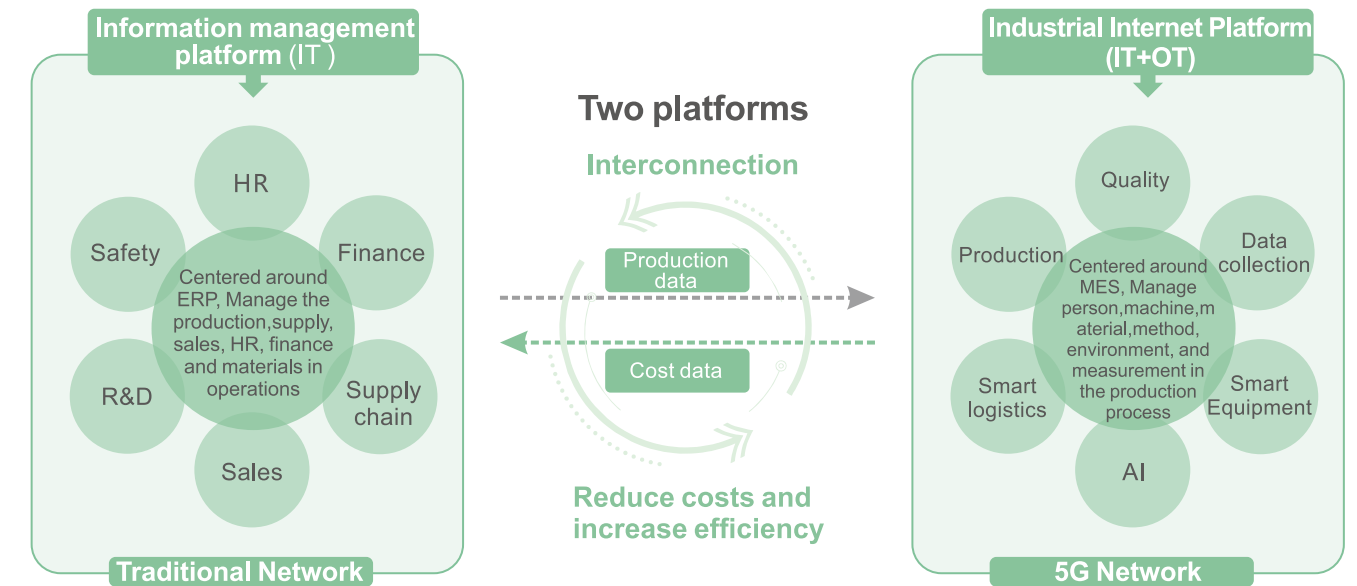 Information management
platform (IT)
HR
Safety
Finance
Centered around
ERP, Manage the
production,supply,
sales, HR, finance
and materials in
operations
R&D
Supply
chain
Sales
Traditional Network
Two platforms
Interconnection
Production
data
Cost data
Reduce costs and
increase efficiency
Industrial Internet Platform
(IT+OT)
Quality
Production
Data
collection
Centered around
MES, Manage
person,machine,m
aterial,method,
environment, and
measurement in
the production
process
Smart
logistics
Smart
Equipment
AI
5G Network